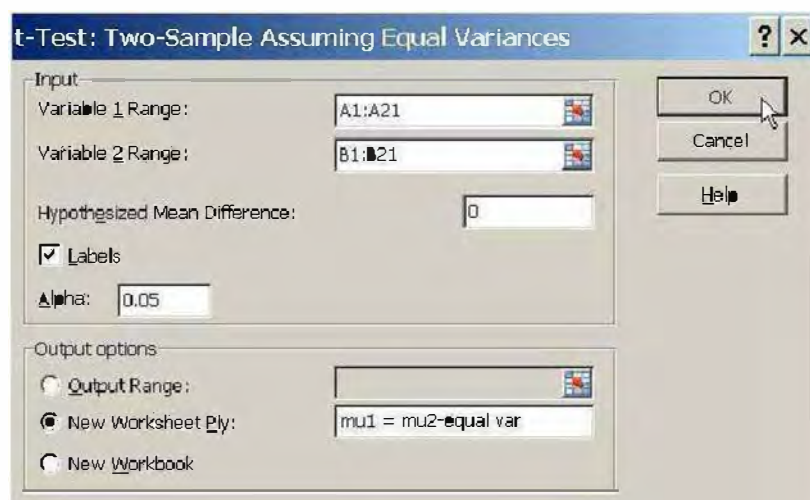 t-Test: Two-Sample Assuming Equal Variances
? ×
Input
Variable 1 Range: A1:A21
Variable 2 Range: B1:B21
Hypothesized Mean Difference: 0
Labels
Alpha: 0.05
OK
Cancel
Help
Output options
Output Range:
New Worksheet Ply: mu1 = mu2-equal var
New Workbook